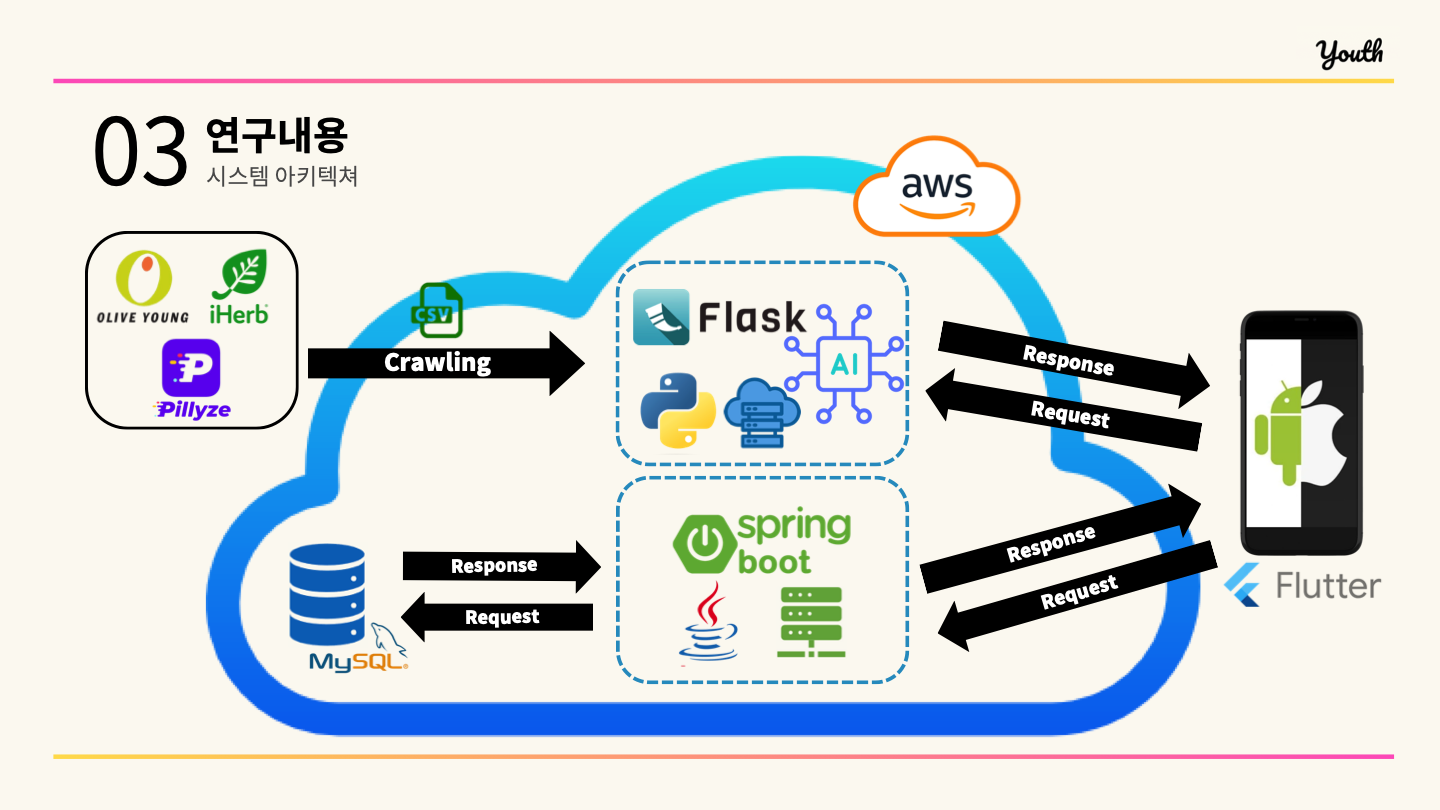 Youth
03 연구내용
시스템 아키텍쳐
aws
OLIVE YOUNG
iHerb
P
Pillyze
CSV
Crawling
Flask
AI
Response
Request
spring
boot
Response
Request
MySQL®
Response
Request
Flutter